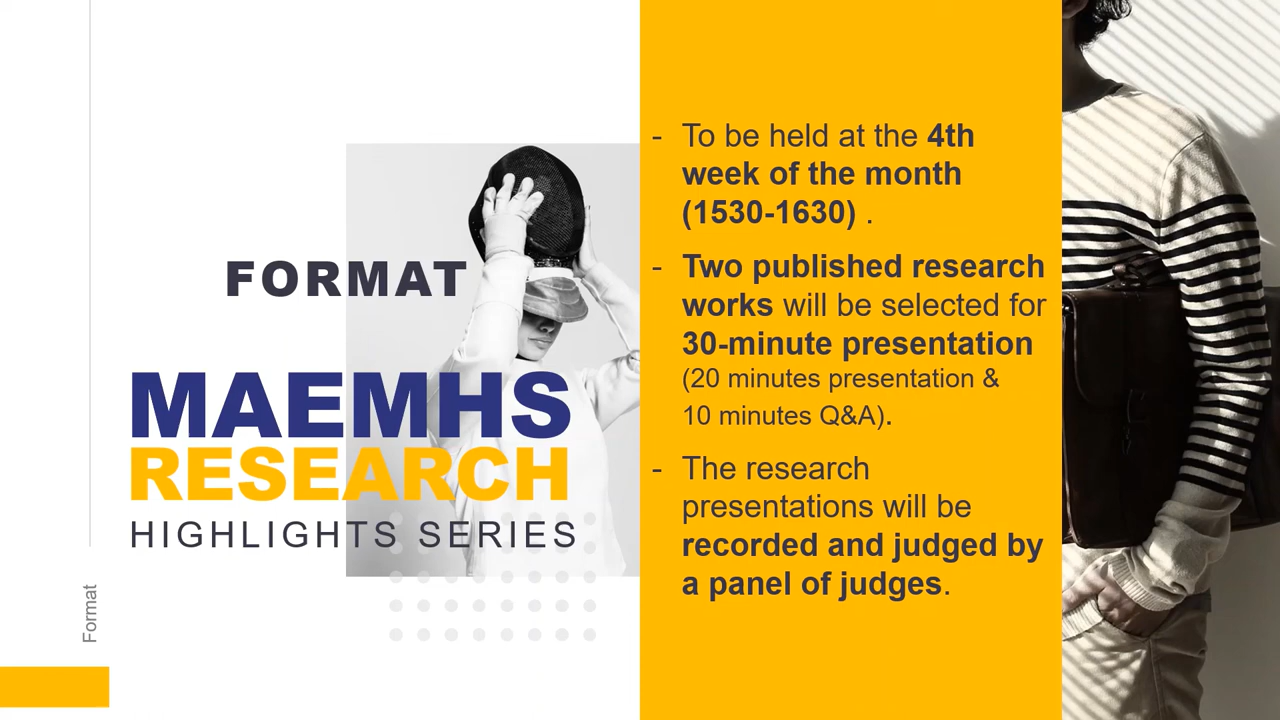 FORMAT
MAEMHS
RESEARCH
HIGHLIGHTS SERIES
Format
- To be held at the 4th
week of the month
(1530-1630) .
- Two published research
works will be selected for
30-minute presentation
(20 minutes presentation &
10 minutes Q&A).
- The research
presentations will be
recorded and judged by
a panel of judges.